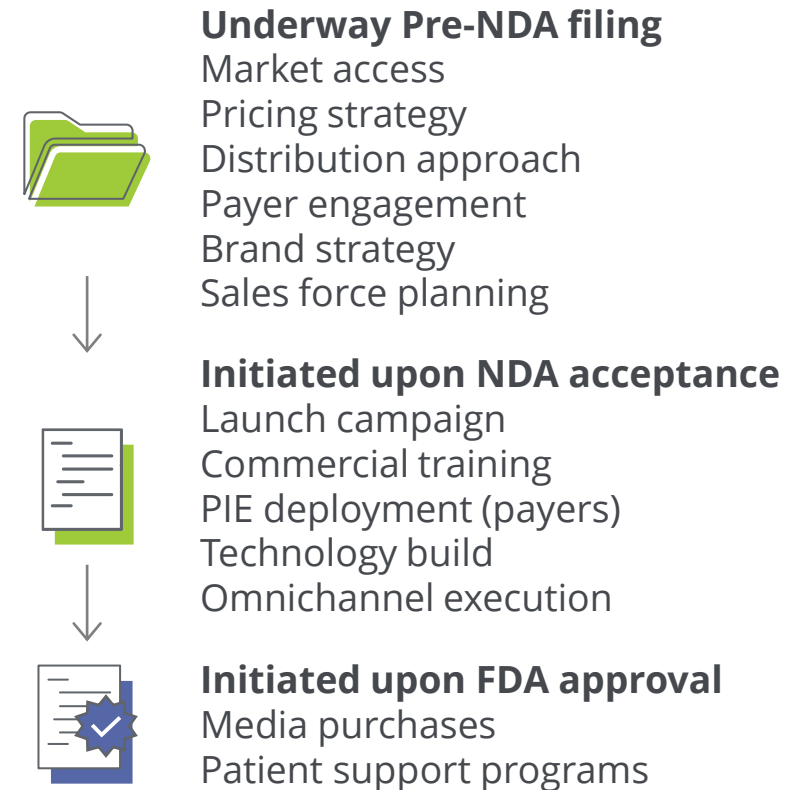 Underway Pre-NDA filing
Market access
Pricing strategy
Distribution approach
Payer engagement
Brand strategy
Sales force planning
Initiated upon NDA acceptance
Launch campaign
Commercial training
PIE deployment (payers)
Technology build
Omnichannel execution
Initiated upon FDA approval
Media purchases
Patient support programs